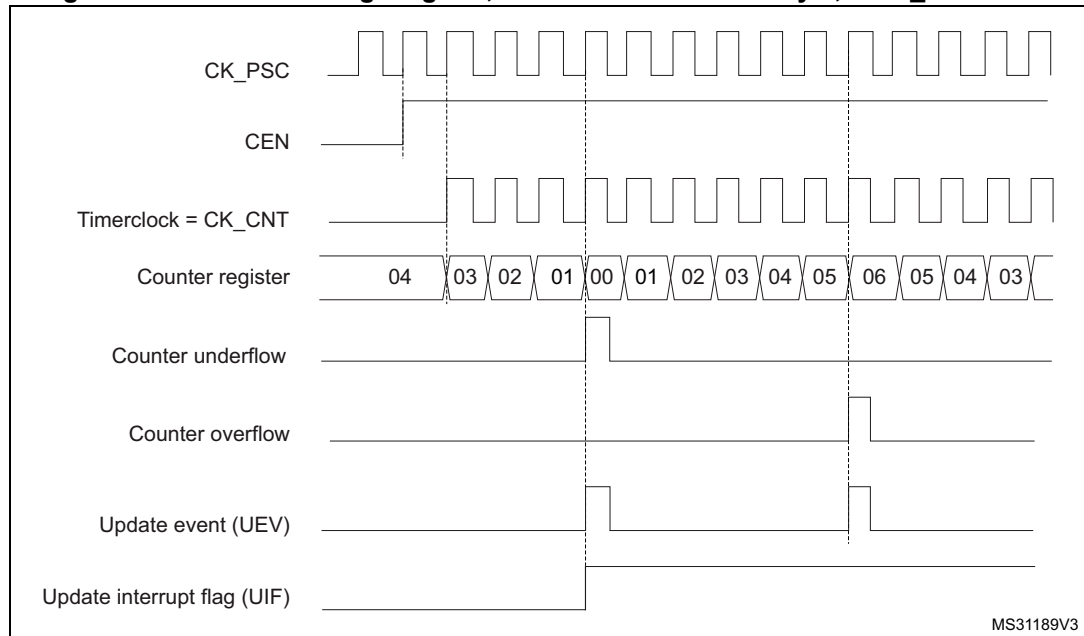 CK_PSC
CEN
Timerclock = CK_CNT
Counter register 04 03 02 01 00 01 02 03 04 05 06 05 04 03
Counter underflow
Counter overflow
Update event (UEV)
Update interrupt flag (UIF)
MS31189V3